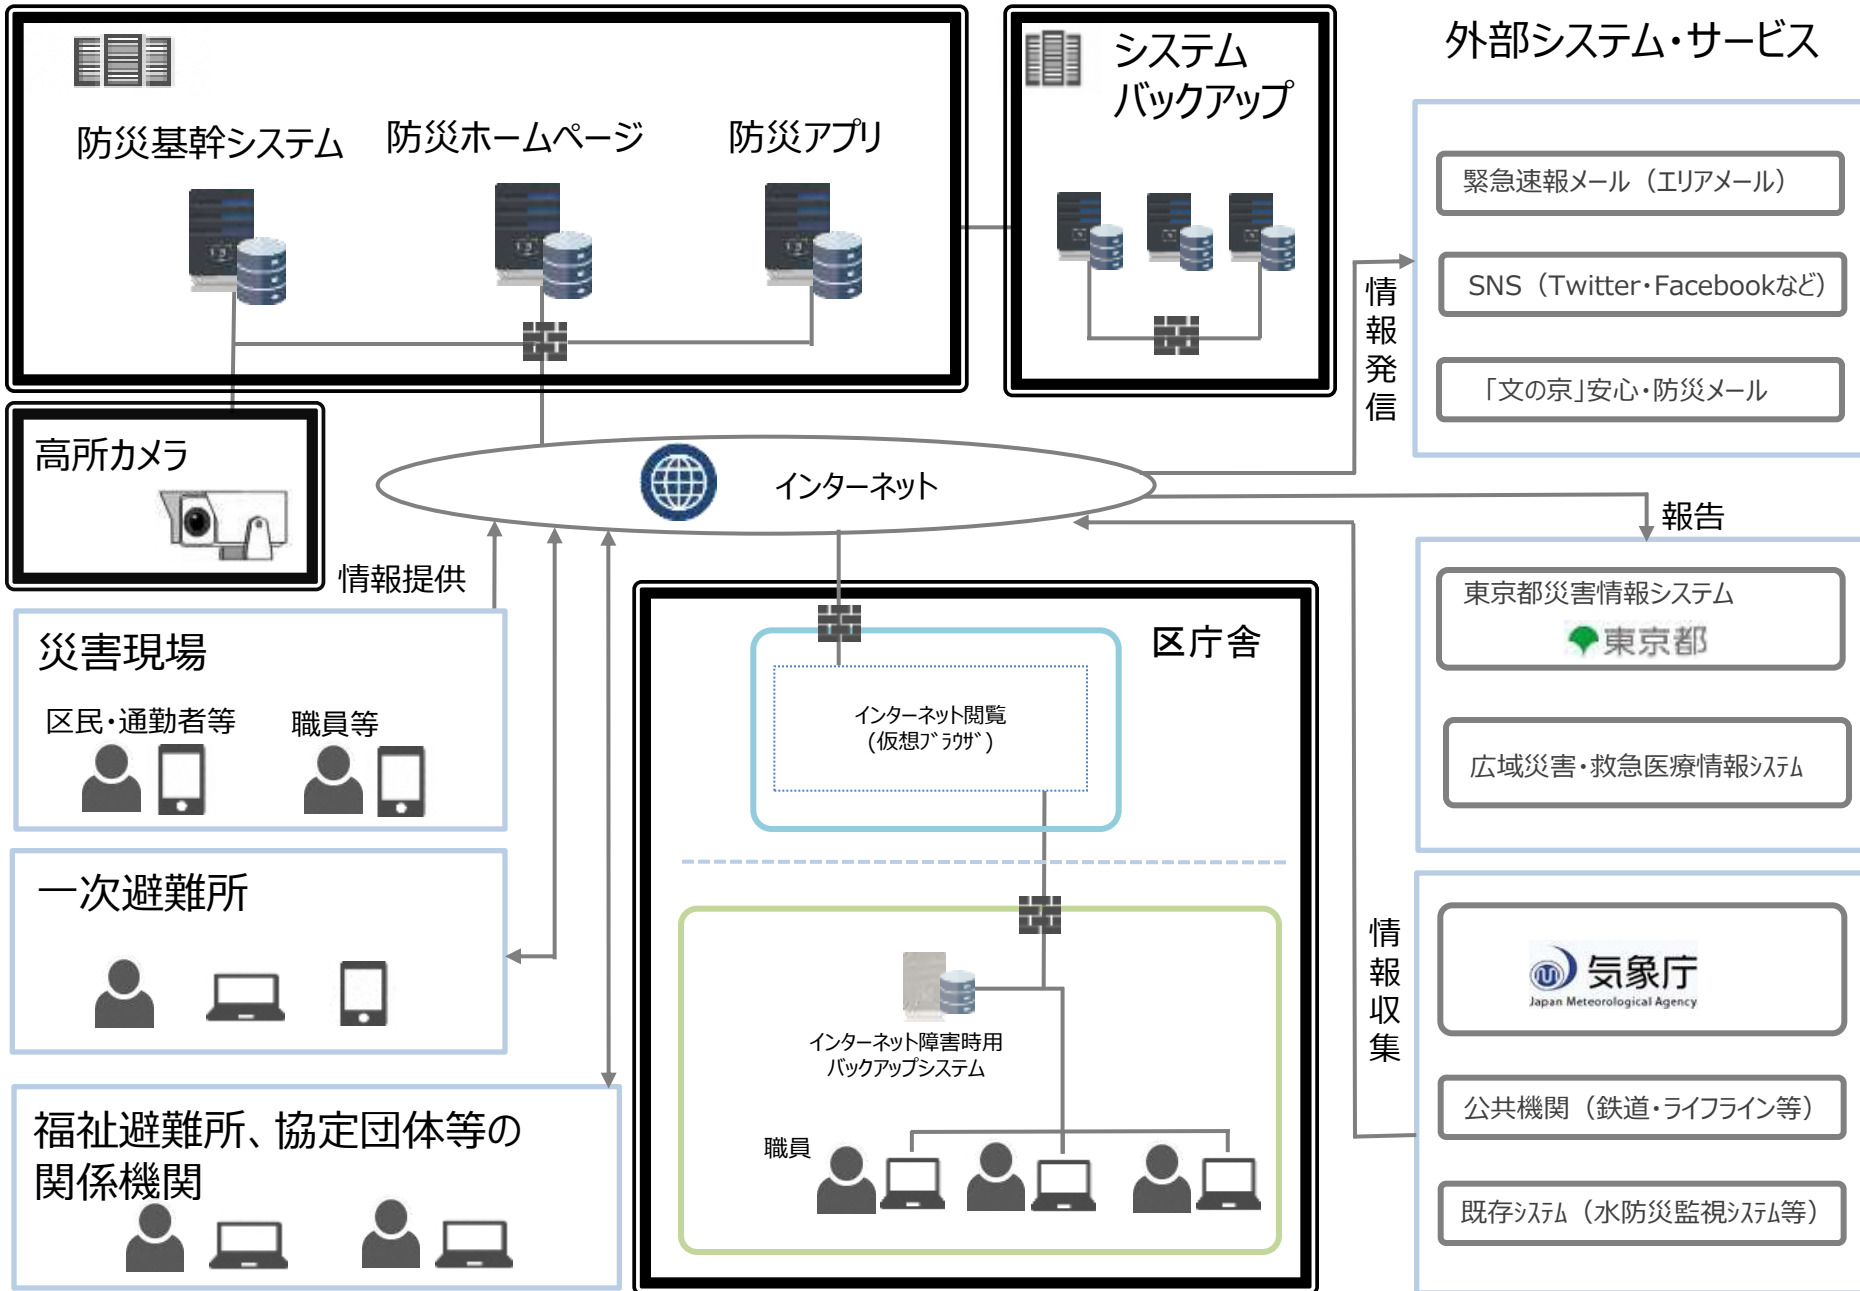 防災基幹システム
防災ホームページ
防災アプリ
システム
バックアップ
外部システム・サービス
緊急速報メール（エリアメール）
SNS（Twitter・Facebookなど）
「文の京」安心・防災メール
情報発信
高所カメラ
インターネット
報告
情報提供
災害現場
区民・通勤者等
職員等
区庁舎
インターネット閲覧
(仮想ﾌﾞﾗｳｻﾞ)
東京都災害情報システム
東京都
広域災害・救急医療情報ｼｽﾃﾑ
一次避難所
情報収集
気象庁
Japan Meteorological Agency
インターネット障害時用
バックアップシステム
公共機関（鉄道・ライフライン等）
福祉避難所、協定団体等の
関係機関
職員
既存ｼｽﾃﾑ（水防災監視ｼｽﾃﾑ等）